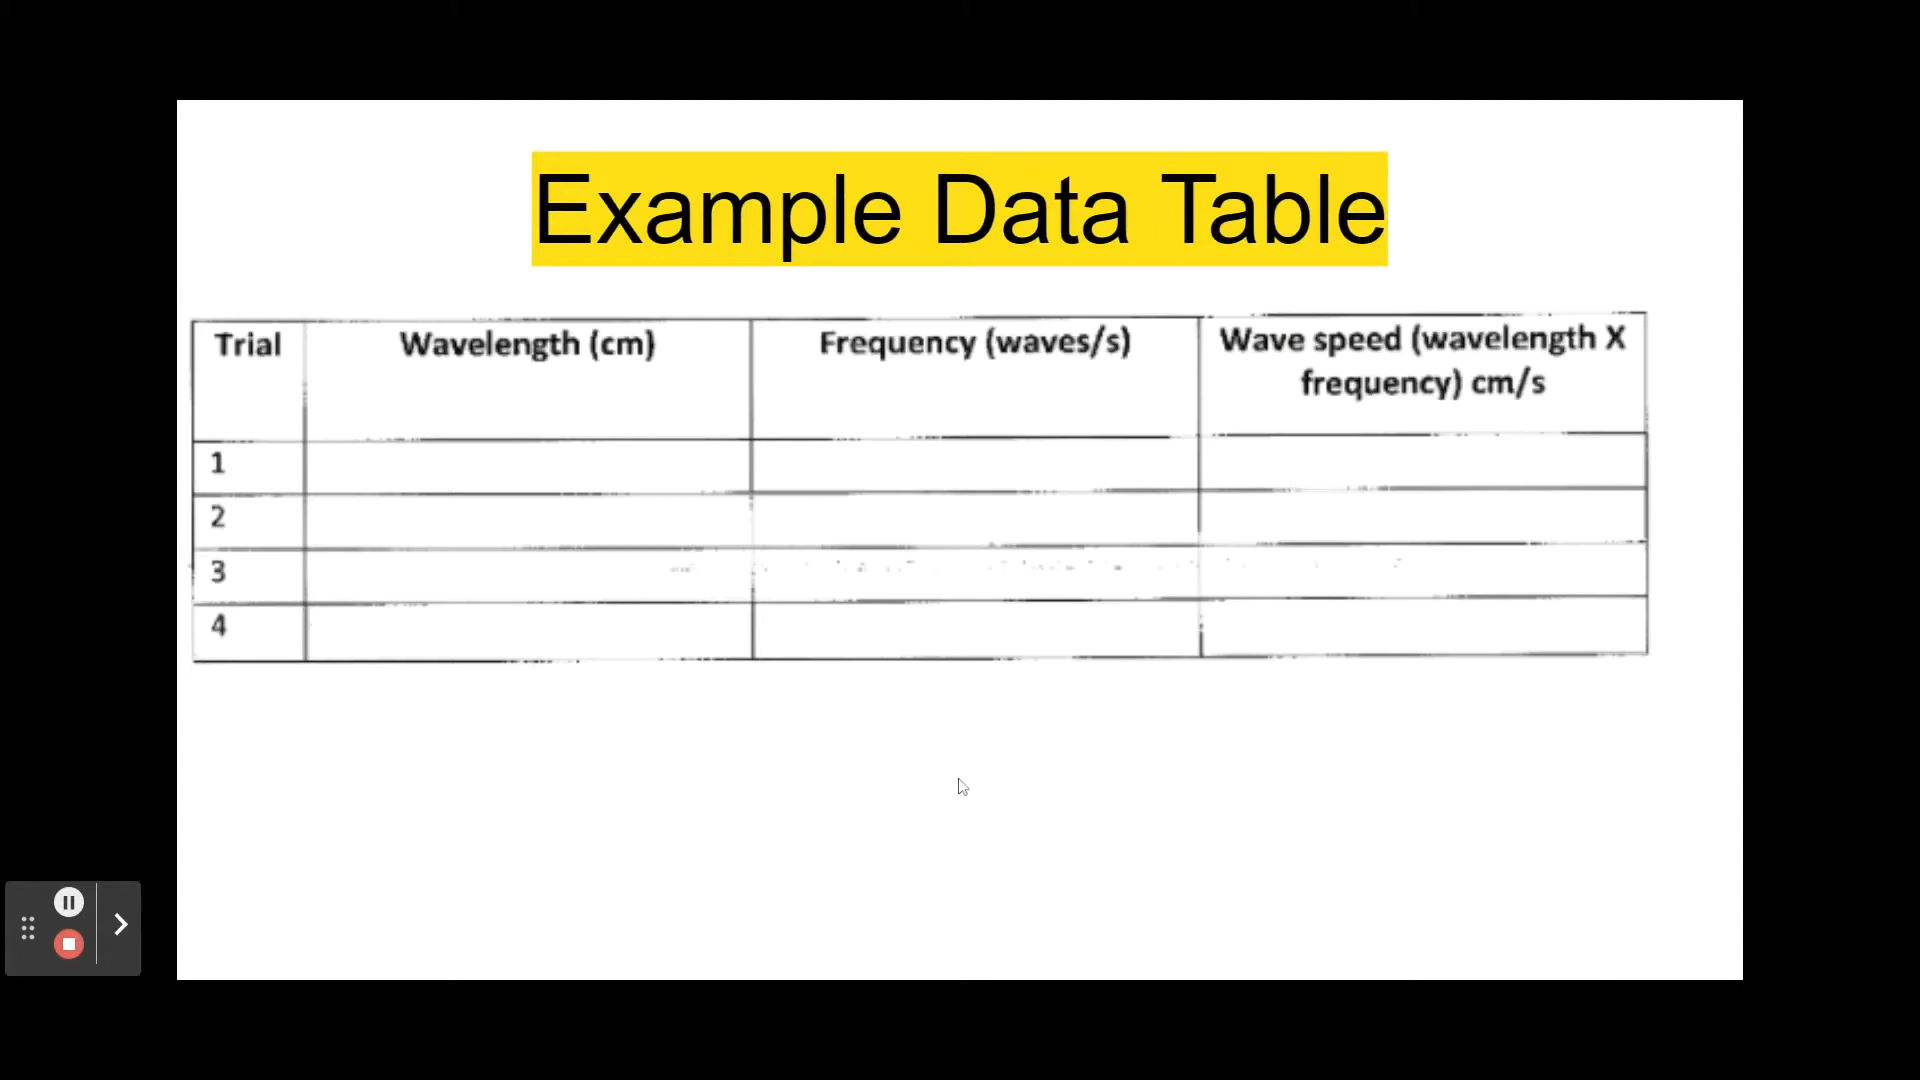 Example Data Table
Trial
Wavelength (cm)
Frequency (waves/s)
Wave speed (wavelength X
frequency) cm/s
1
2
3
4